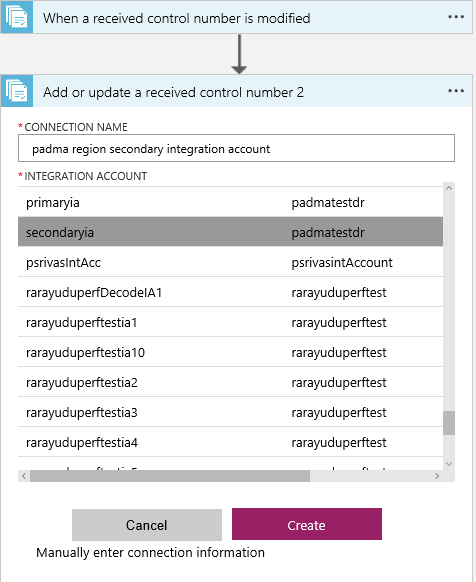 When a received control number is modified
Add or update a received control number 2
* CONNECTION NAME
padma region secondary integration account
* INTEGRATION ACCOUNT
primaryia padmatestdr
secondaryia padmatestdr
psrivasIntAcc psrivasintAccount
rarayuduperfDecodeIA1 rarayuduperftest
rarayuduperftestia1 rarayuduperftest
rarayuduperftestia10 rarayuduperftest
rarayuduperftestia2 rarayuduperftest
rarayuduperftestia3 rarayuduperftest
rarayuduperftestia4 rarayuduperftest
Cancel Create
Manually enter connection information